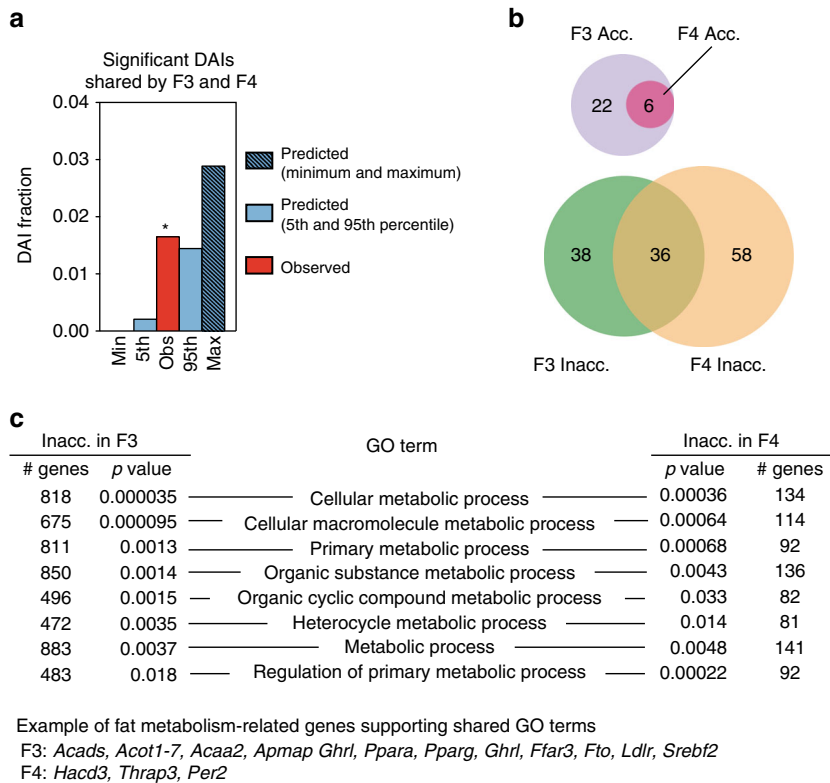 a
Significant DAIs
shared by F3 and F4
0.04
0.03
0.02
0.01
0.00
DAI fraction
*
Min
5th
Obs
95th
Max
Predicted
(minimum and maximum)
Predicted
(5th and 95th percentile)
Observed
b
F3 Acc.
F4 Acc.
22
6
38
36
58
F3 Inacc.
F4 Inacc.
c
Inacc. in F3 GO term Inacc. in F4
# genes p value p value # genes
818 0.000035 Cellular metabolic process 0.00036 134
675 0.000095 Cellular macromolecule metabolic process 0.00064 114
811 0.0013 Primary metabolic process 0.00068 92
850 0.0014 Organic substance metabolic process 0.0043 136
496 0.0015 Organic cyclic compound metabolic process 0.033 82
472 0.0035 Heterocycle metabolic process 0.014 81
883 0.0037 Metabolic process 0.0048 141
483 0.018 Regulation of primary metabolic process 0.00022 92
Example of fat metabolism-related genes supporting shared GO terms
F3: Acads, Acot1-7, Acaa2, Apmap Ghrl, Ppara, Pparg, Ghrl, Ffar3, Fto, Ldlr, Srebf2
F4: Hacd3, Thrap3, Per2